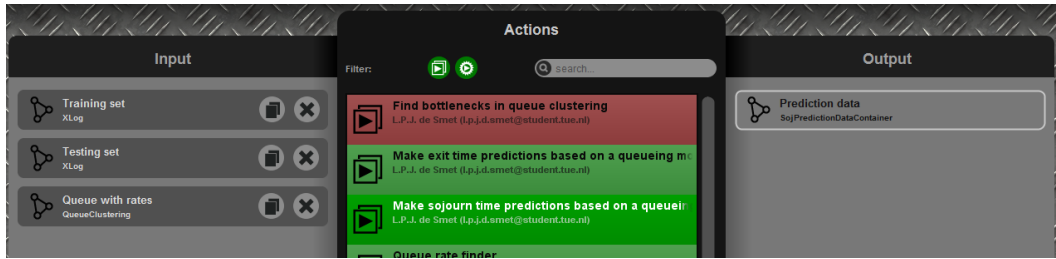 Input
Training set
XLog
Testing set
XLog
Queue with rates
QueueClustering
Actions
Filter:
search...
Find bottlenecks in queue clustering
L.P.J. de Smet (l.p.j.d.smet@student.tue.nl)
Make exit time predictions based on a queueing
L.P.J. de Smet (l.p.j.d.smet@student.tue.nl)
Make sojourn time predictions based on a
L.P.J. de Smet (l.p.j.d.smet@student.tue.nl)
Queue rate finder
Output
Prediction data
SojPredictionDataContainer